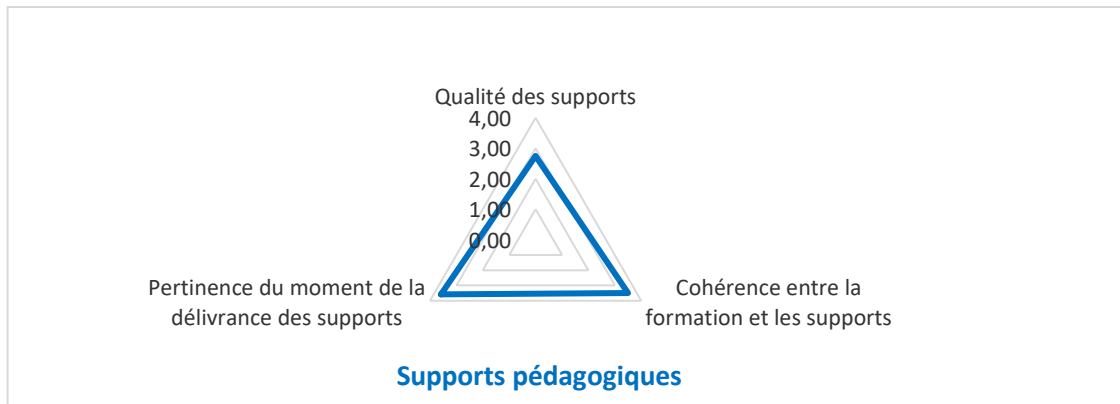 Qualité des supports
4,00
3,00
2,00
1,00
0,00
Pertinence du moment de la
délivrance des supports
Cohérence entre la
formation et les supports
Supports pédagogiques